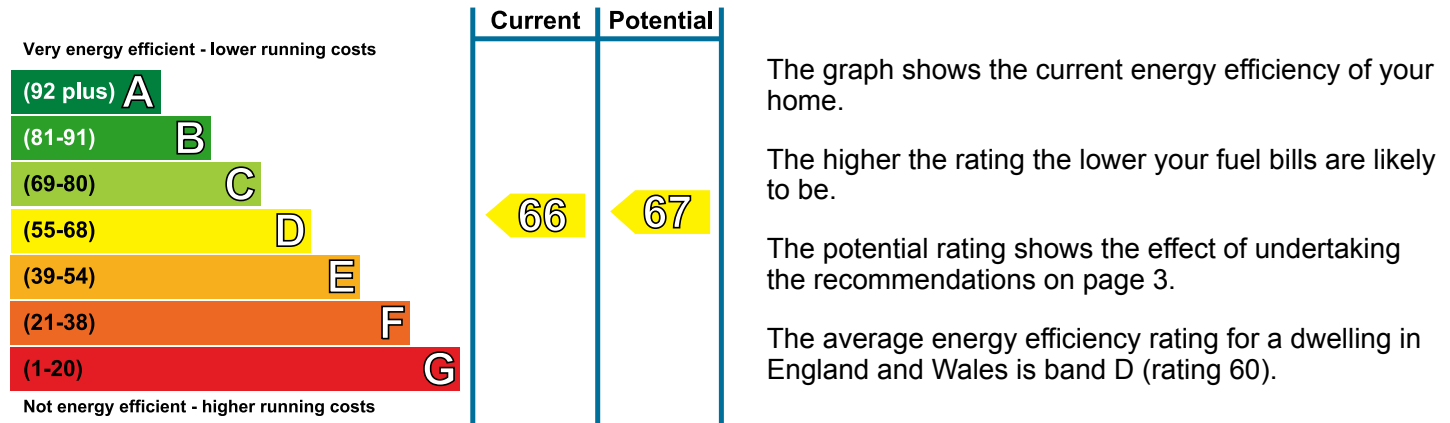 Current Potential
Very energy efficient - lower running costs
(92 plus) A
(81-91) B
(69-80) C
(55-68) D
(39-54) E
(21-38) F
(1-20) G
Not energy efficient - higher running costs
66 67
The graph shows the current energy efficiency of your
home.
The higher the rating the lower your fuel bills are likely
to be.
The potential rating shows the effect of undertaking
the recommendations on page 3.
The average energy efficiency rating for a dwelling in
England and Wales is band D (rating 60).